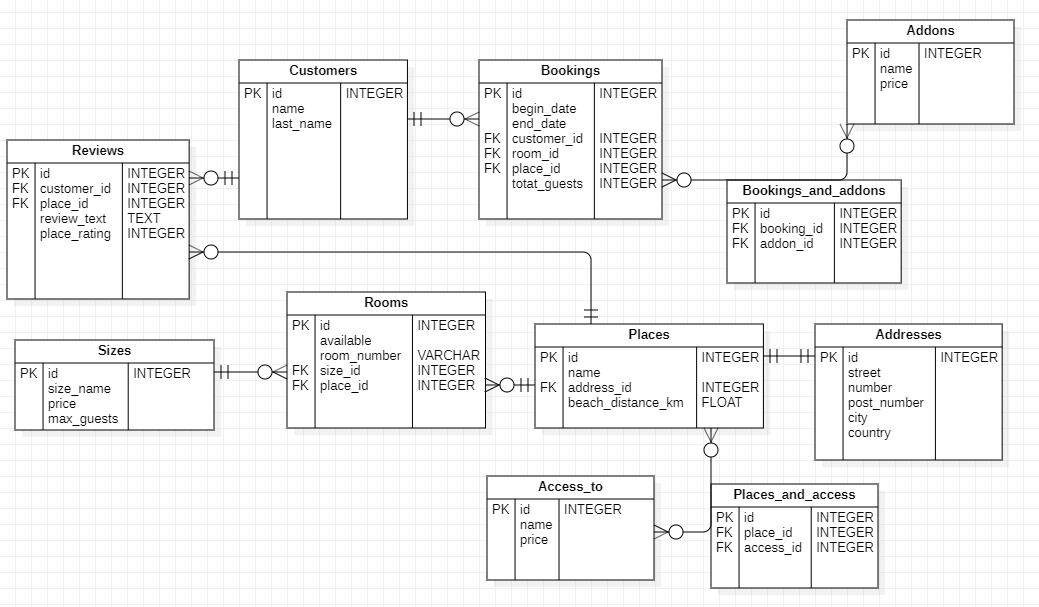 Addons
PK id INTEGER
name
price
Customers
PK id INTEGER
name
last_name
Bookings
PK id INTEGER
begin_date
end_date
FK customer_id INTEGER
FK room_id INTEGER
FK place_id INTEGER
totat_guests INTEGER
Reviews
PK id INTEGER
FK customer_id INTEGER
FK place_id INTEGER
review_text TEXT
place_rating INTEGER
Bookings_and_addons
PK id INTEGER
FK booking_id INTEGER
FK addon_id INTEGER
Rooms
PK id INTEGER
available
room_number VARCHAR
FK size_id INTEGER
FK place_id INTEGER
Sizes
PK id INTEGER
size_name
price
max_guests
Places
PK id INTEGER
name
FK address_id INTEGER
beach_distance_km FLOAT
Addresses
PK id INTEGER
street
number
post_number
city
country
Access_to
PK id INTEGER
name
price
Places_and_access
PK id INTEGER
FK place_id INTEGER
FK access_id INTEGER